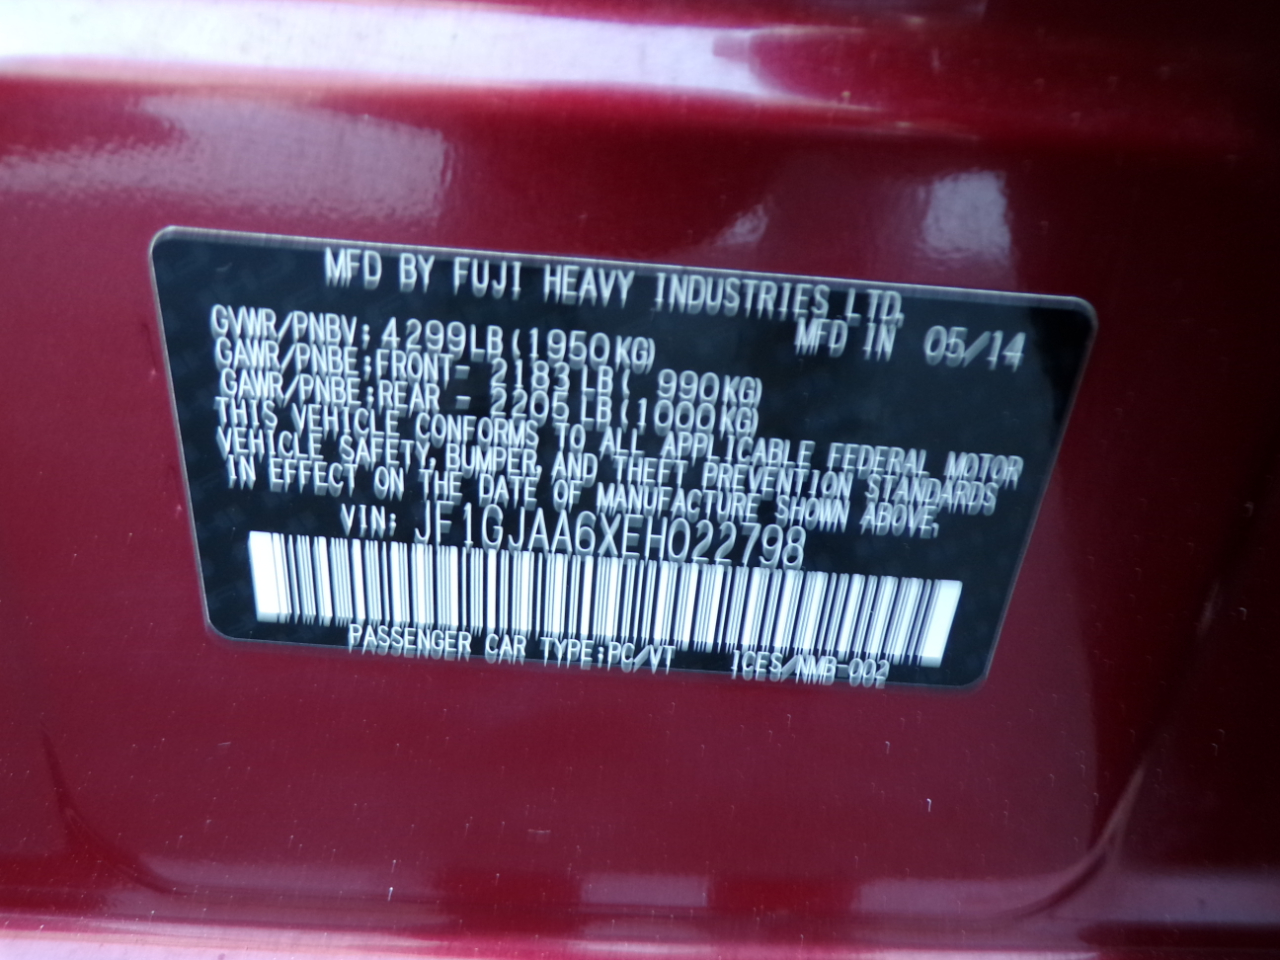 MFD BY FUJI HEAVY INDUSTRIES LTD.
MFD IN 05/14
GVWR/PNBV: 4299LB(1950KG)
GAWR/PNBE:FRONT- 2183LB( 990KG)
GAWR/PNBE:REAR - 2205LB(1000KG)
THIS VEHICLE CONFORMS TO ALL APPLICABLE FEDERAL MOTOR
VEHICLE SAFETY, BUMPER, AND THEFT PREVENTION STANDARDS
IN EFFECT ON THE DATE OF MANUFACTURE SHOWN ABOVE.
VIN: JF1GJAA6XEH022798
PASSENGER CAR TYPE:PC/VT ICES/NMB-002